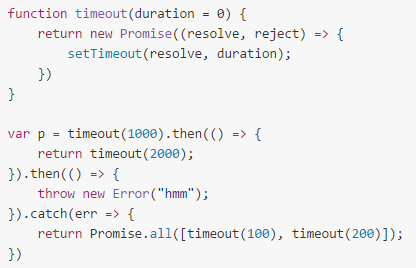 function timeout(duration = 0) {
    return new Promise((resolve, reject) => {
        setTimeout(resolve, duration);
    })
}

var p = timeout(1000).then(() => {
    return timeout(2000);
}).then(() => {
    throw new Error("hmm");
}).catch(err => {
    return Promise.all([timeout(100), timeout(200)]);
})